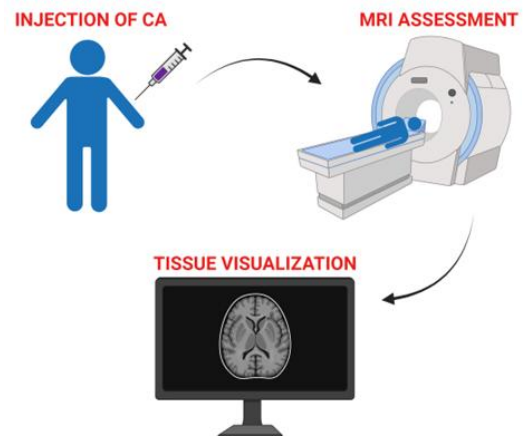 INJECTION OF CA
MRI ASSESSMENT
TISSUE VISUALIZATION